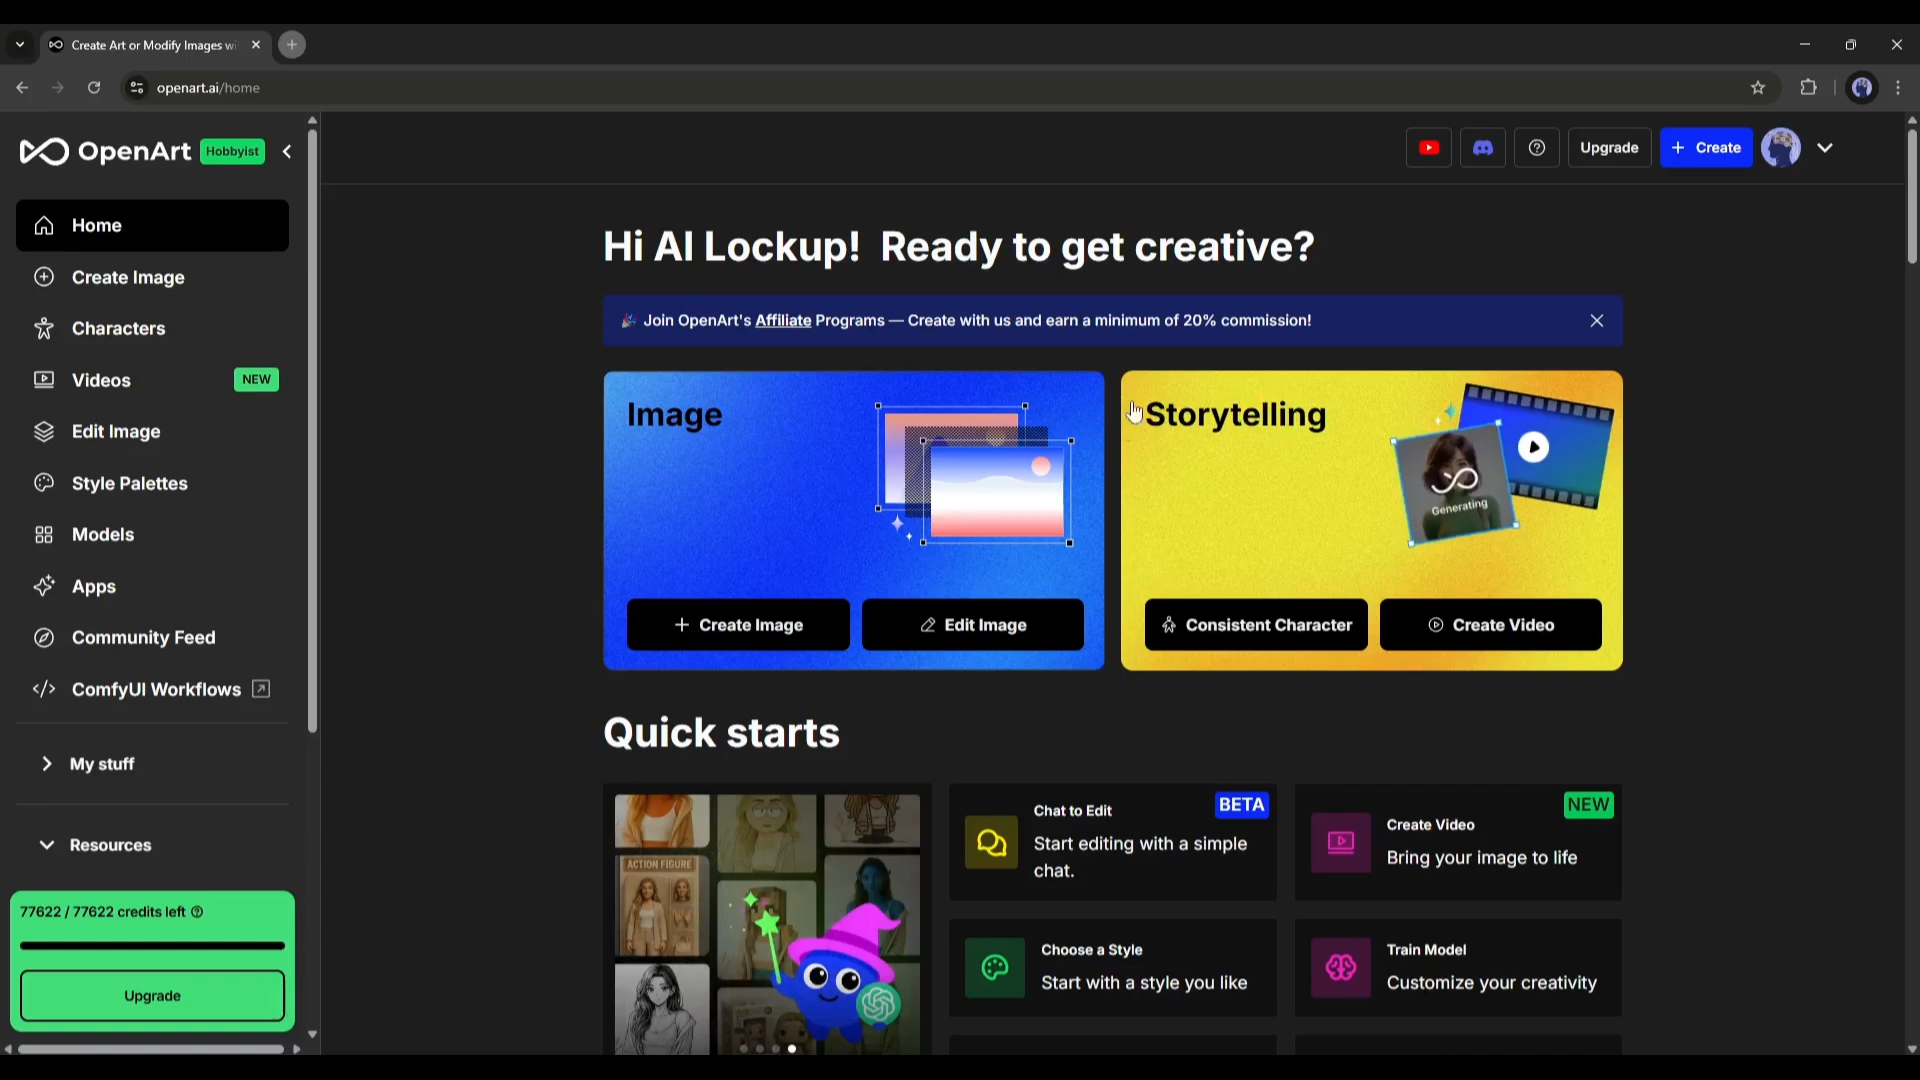 Create Art or Modify Images wi
openart.ai/home
OpenArt
Hobbyist
Upgrade
Create
Home
Create Image
Characters
Videos
NEW
Edit Image
Style Palettes
Models
Apps
Community Feed
ComfyUI Workflows
My stuff
Resources
77622 / 77622 credits left
Upgrade
Hi AI Lockup! Ready to get creative?
Join OpenArt's Affiliate Programs — Create with us and earn a minimum of 20% commission!
Image
Create Image
Edit Image
Storytelling
Generating
Consistent Character
Create Video
Quick starts
ACTION FIGURE
Chat to Edit
BETA
Start editing with a simple
chat.
Create Video
NEW
Bring your image to life
Choose a Style
Start with a style you like
Train Model
Customize your creativity